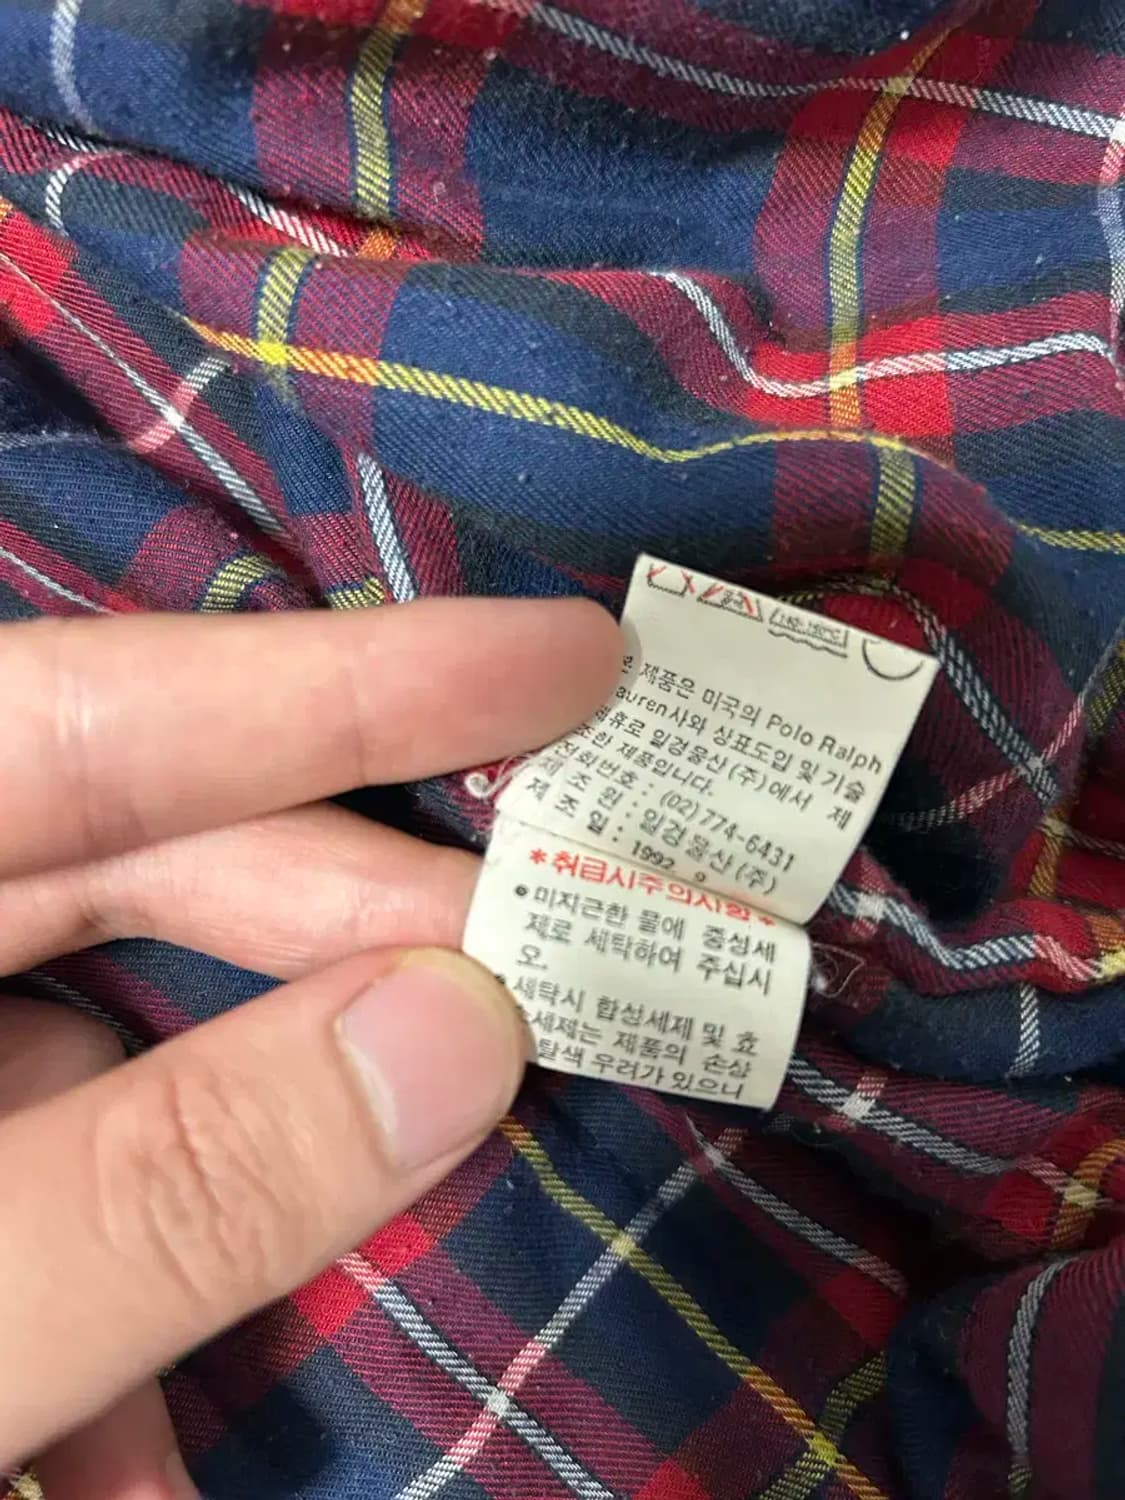 140~160℃
본 제품은 미국의 Polo Ralph
Lauren사와 상표도입 및 기술
제휴로 일경물산(주)에서 제
조한 제품입니다.
전화번호 : (02)774-6431
제 조 원 : 일경물산(주)
제 조 일 : 1992. 9
*취급시주의사항*
미지근한 물에 중성세
제로 세탁하여 주십시
오.
세탁시 합성세제 및 효
소세제는 제품의 손상
탈색 우려가 있으니